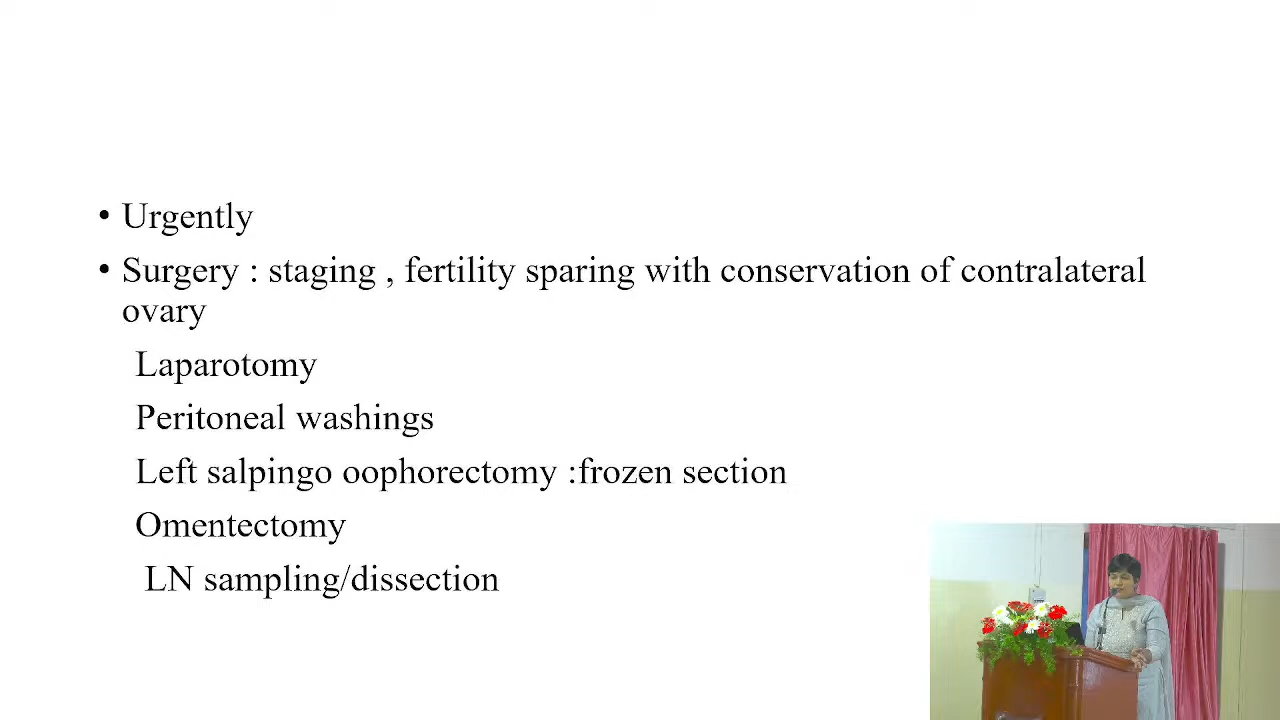 • Urgently
• Surgery : staging , fertility sparing with conservation of contralateral
ovary
Laparotomy
Peritoneal washings
Left salpingo oophorectomy :frozen section
Omentectomy
LN sampling/dissection